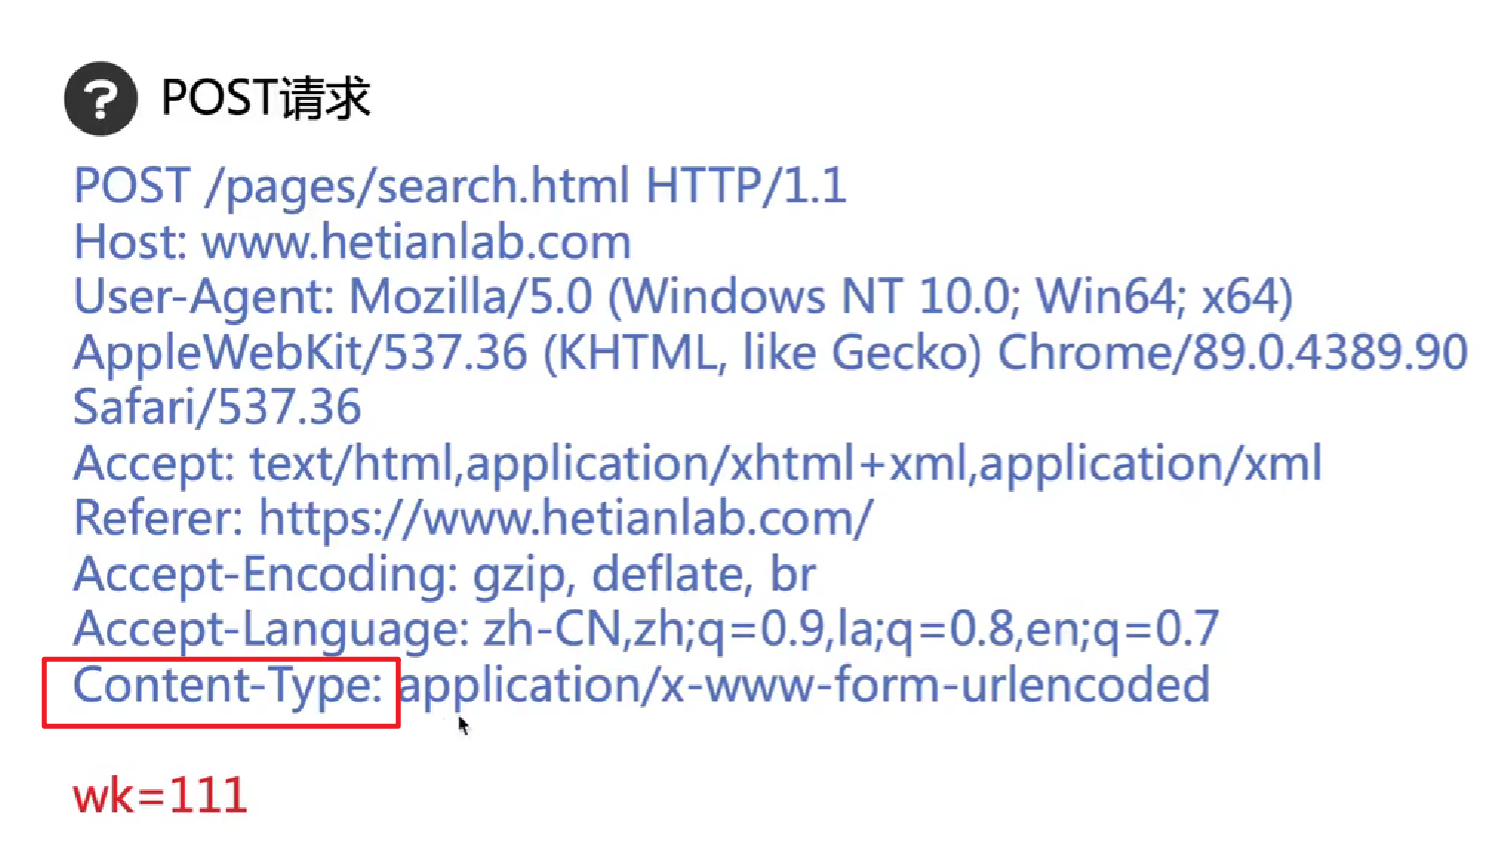 ?
POST请求
POST /pages/search.html HTTP/1.1
Host: www.hetianlab.com
User-Agent: Mozilla/5.0 (Windows NT 10.0; Win64; x64)
AppleWebKit/537.36 (KHTML, like Gecko) Chrome/89.0.4389.90
Safari/537.36
Accept: text/html,application/xhtml+xml,application/xml
Referer: https://www.hetianlab.com/
Accept-Encoding: gzip, deflate, br
Accept-Language: zh-CN,zh;q=0.9,la;q=0.8,en;q=0.7
Content-Type: application/x-www-form-urlencoded
wk=111